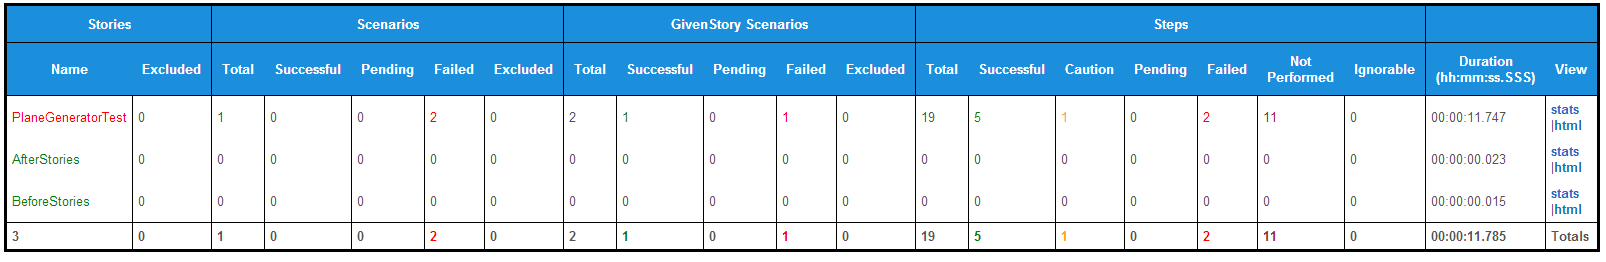 Stories Scenarios GivenStory Scenarios Steps
Name Excluded Total Successful Pending Failed Excluded Total Successful Pending Failed Excluded Total Successful Caution Pending Failed Not Performed Ignorable Duration (hh:mm:ss.SSS) View
PlaneGeneratorTest 0 1 0 0 2 0 2 1 0 1 0 19 5 1 0 2 11 0 00:00:11.747 stats |html
AfterStories 0 0 0 0 0 0 0 0 0 0 0 0 0 0 0 0 0 0 00:00:00.023 stats |html
BeforeStories 0 0 0 0 0 0 0 0 0 0 0 0 0 0 0 0 0 0 00:00:00.015 stats |html
3 0 1 0 0 2 0 2 1 0 1 0 19 5 1 0 2 11 0 00:00:11.785 Totals